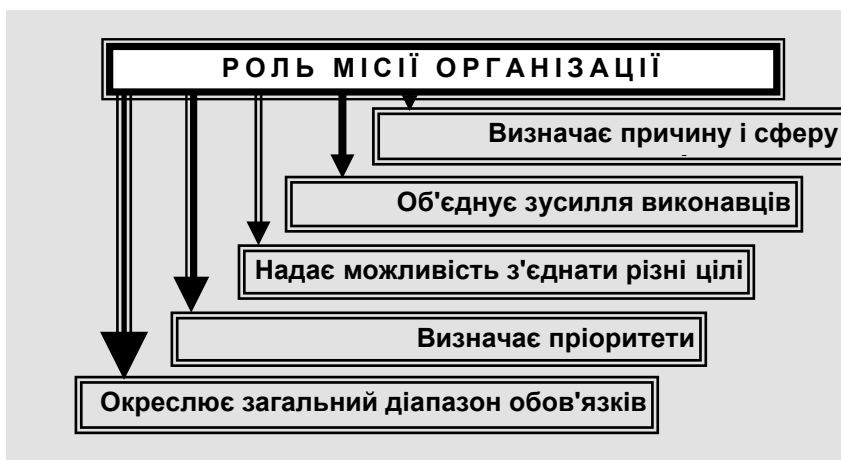 РОЛЬ МІСІЇ ОРГАНІЗАЦІЇ
Визначає причину і сферу
Об'єднує зусилля виконавців
Надає можливість з'єднати різні цілі
Визначає пріоритети
Окреслює загальний діапазон обов'язків